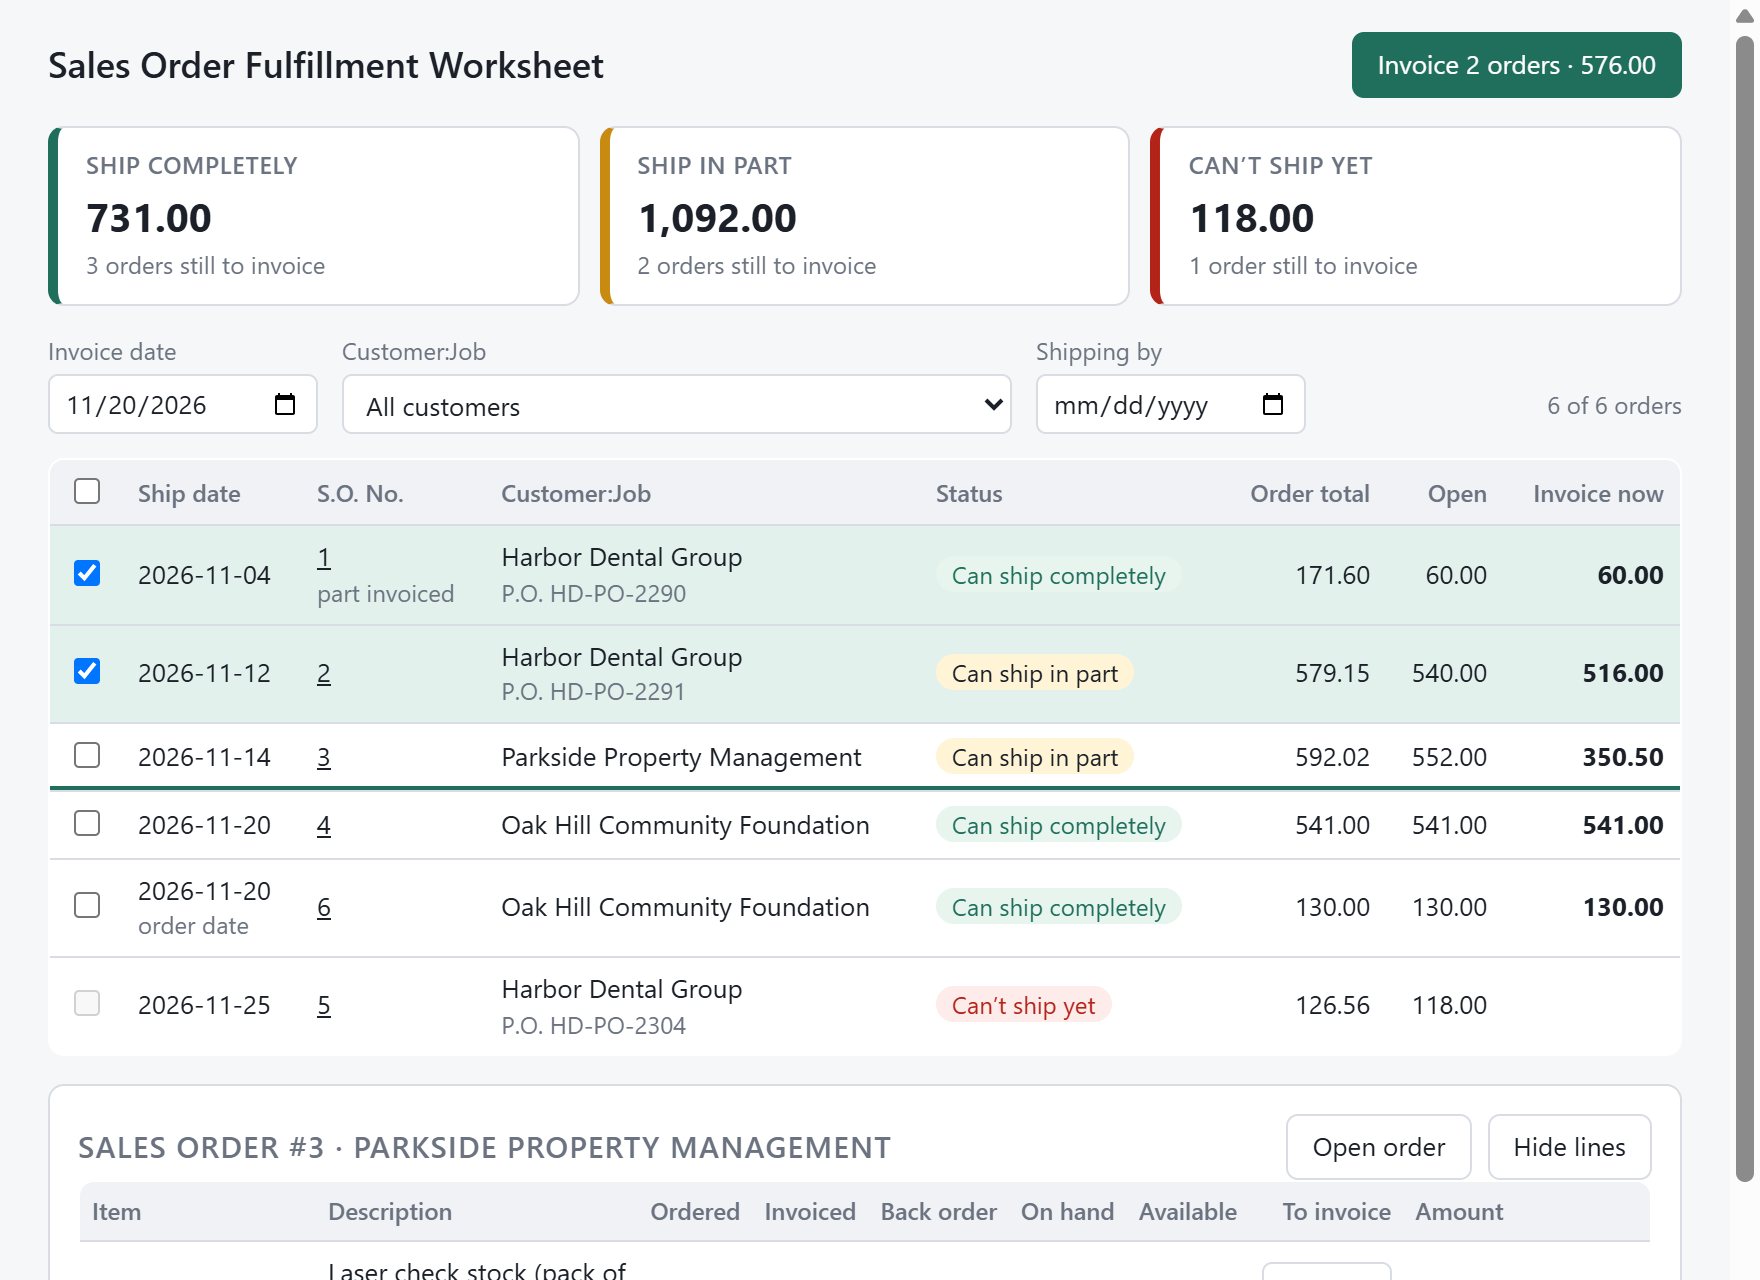 Sales Order Fulfillment Worksheet
Invoice 2 orders · 576.00
SHIP COMPLETELY
731.00
3 orders still to invoice
SHIP IN PART
1,092.00
2 orders still to invoice
CAN’T SHIP YET
118.00
1 order still to invoice
Invoice date
11/20/2026
Customer:Job
All customers
Shipping by
mm/dd/yyyy
6 of 6 orders
Ship date S.O. No. Customer:Job Status Order total Open Invoice now
2026-11-04 1 part invoiced Harbor Dental Group P.O. HD-PO-2290 Can ship completely 171.60 60.00 60.00
2026-11-12 2 Harbor Dental Group P.O. HD-PO-2291 Can ship in part 579.15 540.00 516.00
2026-11-14 3 Parkside Property Management Can ship in part 592.02 552.00 350.50
2026-11-20 4 Oak Hill Community Foundation Can ship completely 541.00 541.00 541.00
2026-11-20 order date 6 Oak Hill Community Foundation Can ship completely 130.00 130.00 130.00
2026-11-25 5 Harbor Dental Group P.O. HD-PO-2304 Can’t ship yet 126.56 118.00
SALES ORDER #3 · PARKSIDE PROPERTY MANAGEMENT
Open order
Hide lines
Item Description Ordered Invoiced Back order On hand Available To invoice Amount
Laser check stock (pack of